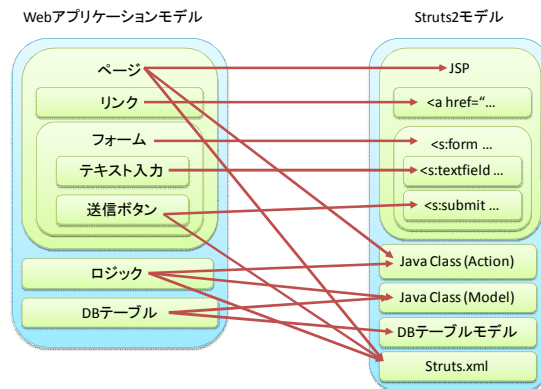 Webアプリケーションモデル
Struts2モデル
ページ
リンク
フォーム
テキスト入力
送信ボタン
ロジック
DBテーブル
JSP
<a href=“...
<s:form ...
<s:textfield ...
<s:submit ...
Java Class (Action)
Java Class (Model)
DBテーブルモデル
Struts.xml